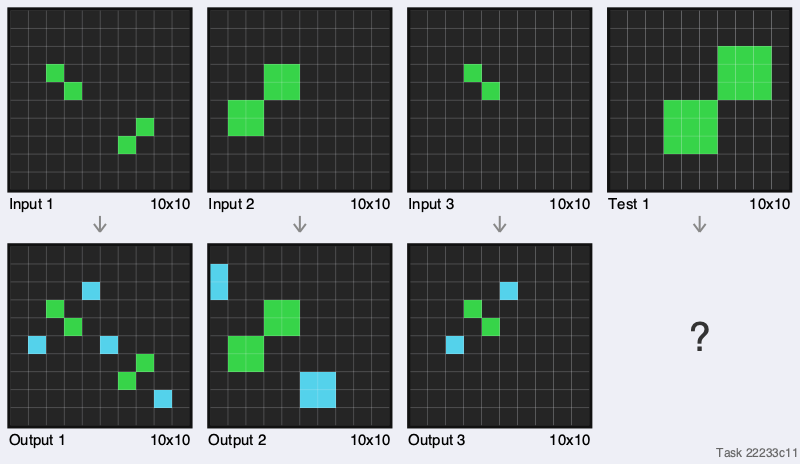 Input 1 10x10
Input 2 10x10
Input 3 10x10
Test 1 10x10
?
Output 1 10x10
Output 2 10x10
Output 3 10x10
Task 22233c11